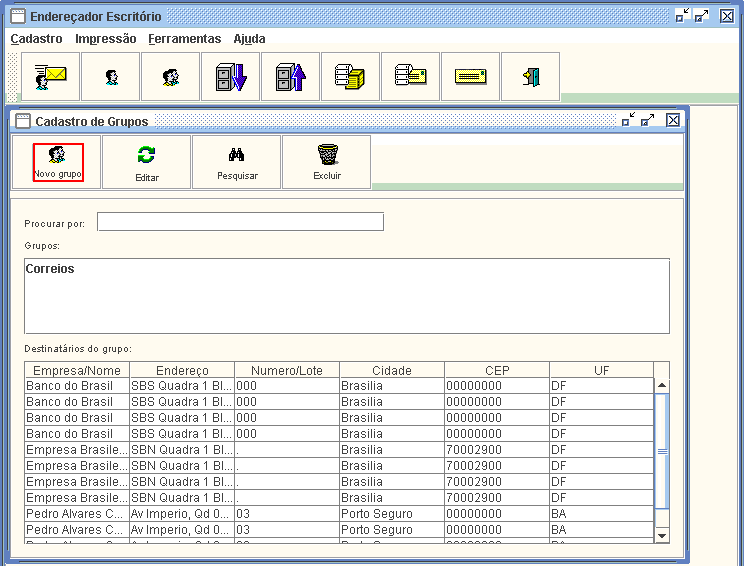 Endereçador Escritório
Cadastro Impressão Ferramentas Ajuda
Cadastro de Grupos
Novo grupo Editar Pesquisar Excluir
Procurar por:
Grupos:
Correios
Destinatários do grupo:
Empresa/Nome Endereço Numero/Lote Cidade CEP UF
Banco do Brasil SBS Quadra 1 Bl... 000 Brasilia 00000000 DF
Banco do Brasil SBS Quadra 1 Bl... 000 Brasilia 00000000 DF
Banco do Brasil SBS Quadra 1 Bl... 000 Brasilia 00000000 DF
Banco do Brasil SBS Quadra 1 Bl... 000 Brasilia 00000000 DF
Empresa Brasile... SBN Quadra 1 Bl... . Brasilia 70002900 DF
Empresa Brasile... SBN Quadra 1 Bl... . Brasilia 70002900 DF
Empresa Brasile... SBN Quadra 1 Bl... . Brasilia 70002900 DF
Empresa Brasile... SBN Quadra 1 Bl... . Brasilia 70002900 DF
Pedro Alvares C... Av Imperio, Qd 0... 03 Porto Seguro 00000000 BA
Pedro Alvares C... Av Imperio, Qd 0... 03 Porto Seguro 00000000 BA